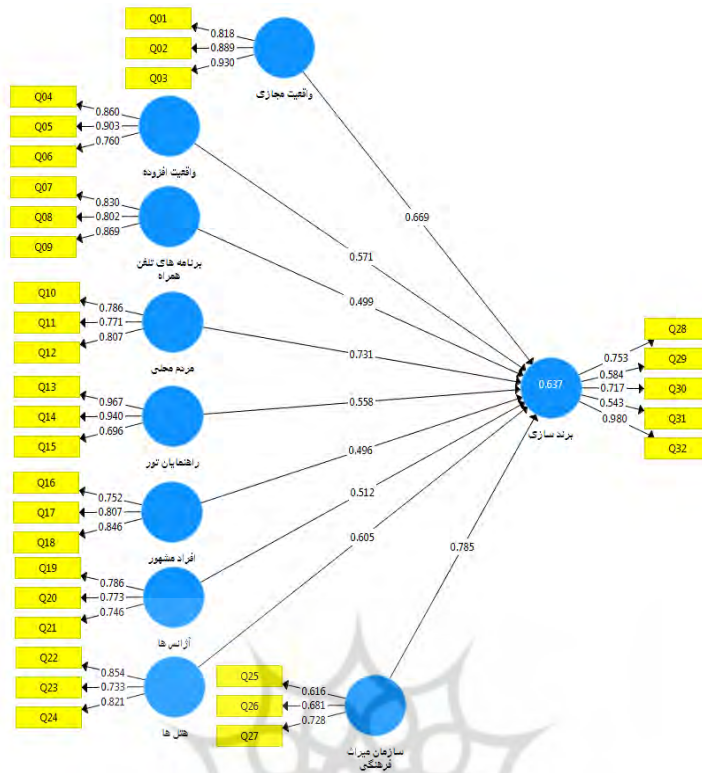 Q01
0.818
Q02
0.889
Q03
0.930
واقعیت مجازی
0.669
Q04
0.860
Q05
0.903
Q06
0.760
واقعیت افزوده
0.571
Q07
0.830
Q08
0.802
Q09
0.869
برنامه های تلفن
همراه
0.499
Q10
0.786
Q11
0.771
Q12
0.807
مردم محلی
0.731
Q13
0.967
Q14
0.940
Q15
0.696
راهنمایان تور
0.558
Q16
0.752
Q17
0.807
Q18
0.846
افراد مشهور
0.496
Q19
0.786
Q20
0.773
Q21
0.746
آژانس ها
0.512
Q22
0.854
Q23
0.733
Q24
0.821
هتل ها
0.605
Q25
0.616
Q26
0.681
Q27
0.728
سازمان میراث
فرهنگی
0.785
0.637
برند سازی
Q28
0.753
Q29
0.584
Q30
0.717
Q31
0.543
Q32
0.980